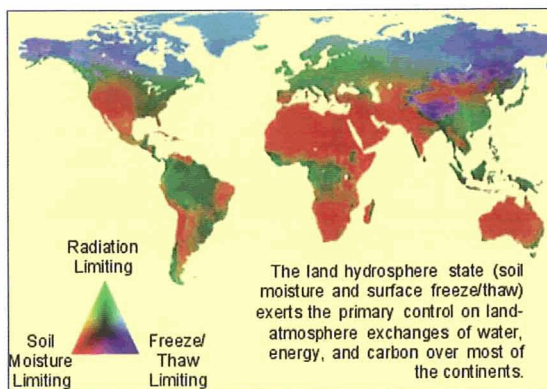 Radiation
Limiting
Soil
Moisture
Limiting
Freeze/
Thaw Limiting
The land hydrosphere state (soil
moisture and surface freeze/thaw)
exerts the primary control on land-
atmosphere exchanges of water,
energy, and carbon over most of
the continents.